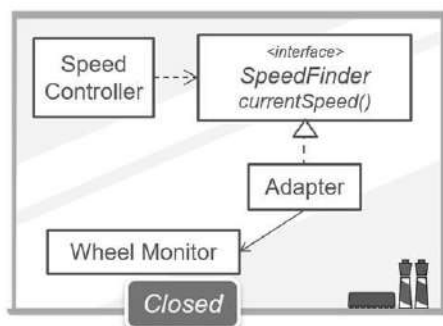 Speed
Controller
<interface>
SpeedFinder
currentSpeed()
Adapter
Wheel Monitor
Closed